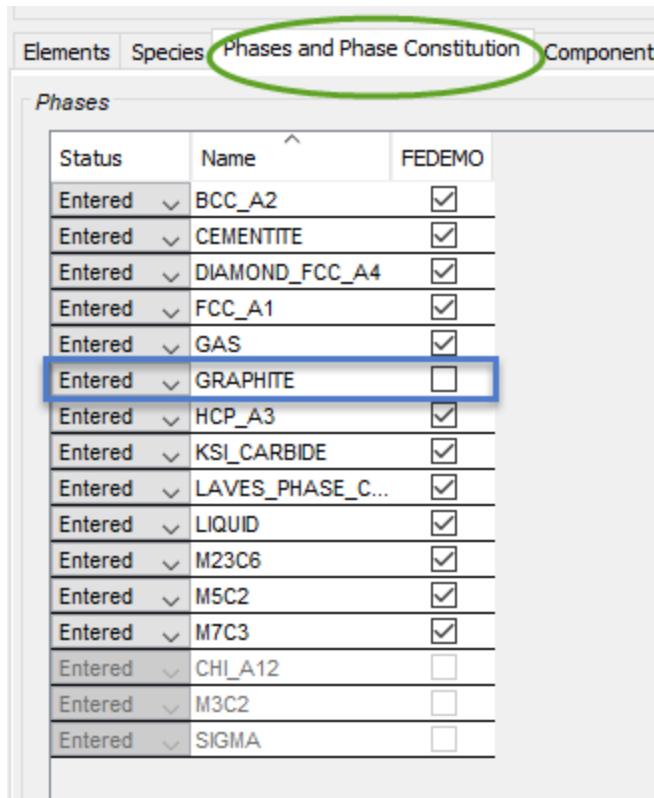 Elements Species Phases and Phase Constitution Component
Phases
Status Name FEDEMO
Entered BCC_A2
Entered CEMENTITE
Entered DIAMOND_FCC_A4
Entered FCC_A1
Entered GAS
Entered GRAPHITE
Entered HCP_A3
Entered KSI_CARBIDE
Entered LAVES_PHASE_C...
Entered LIQUID
Entered M23C6
Entered M5C2
Entered M7C3
Entered CHI_A12
Entered M3C2
Entered SIGMA